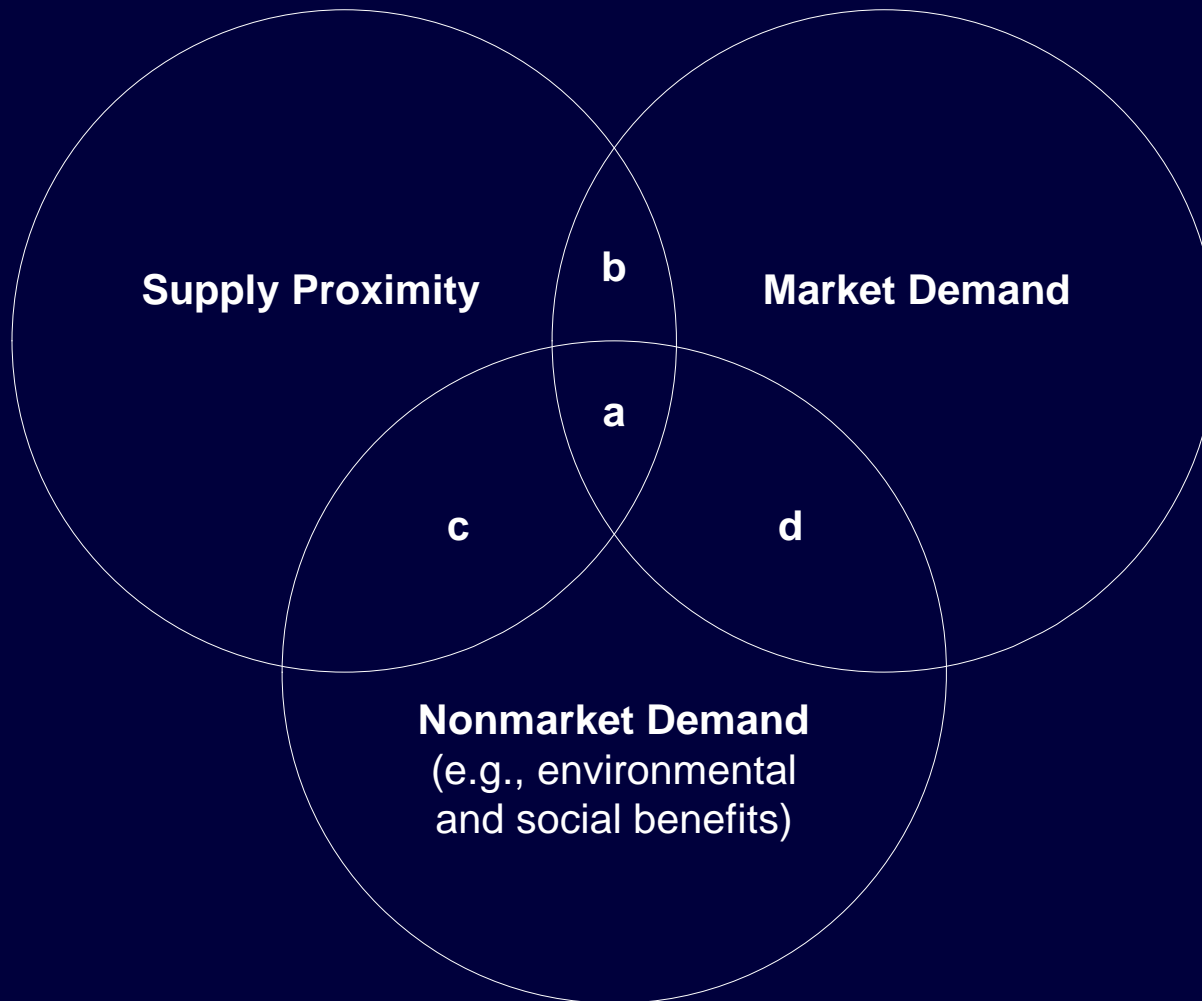 b
Supply Proximity
Market Demand
a
c
d
Nonmarket Demand
(e.g., environmental
and social benefits)